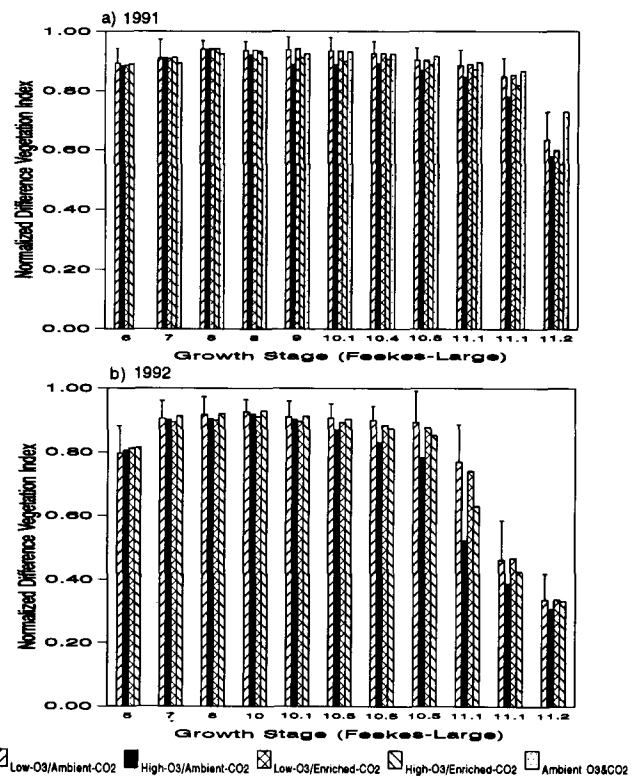 a) 1991
Normalized Difference Vegetation Index
1.00
0.80
0.60
0.40
0.20
0.00
6 7 8 8 9 10.1 10.4 10.5 11.1 11.1 11.2
Growth Stage (Feekes-Large)
b) 1992
Normalized Difference Vegetation Index
1.00
0.80
0.60
0.40
0.20
0.00
6 7 8 10 10.1 10.5 10.5 10.5 11.1 11.1 11.2
Growth Stage (Feekes-Large)
Low-O3/Ambient-CO2 High-O3/Ambient-CO2 Low-O3/Enriched-CO2 High-O3/Enriched-CO2 Ambient O3&CO2